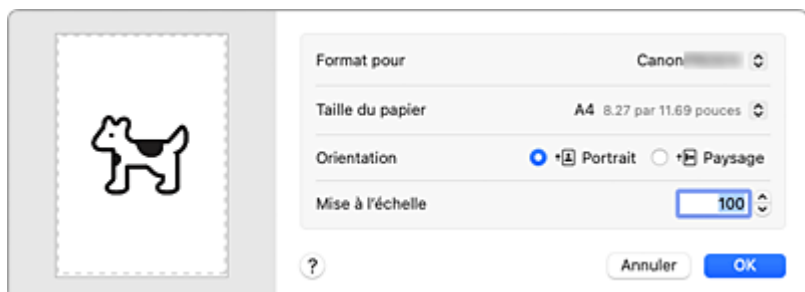 Format pour Canon
Taille du papier A4 8.27 par 11.69 pouces
Orientation Portrait Paysage
Mise à l'échelle 100
? Annuler OK